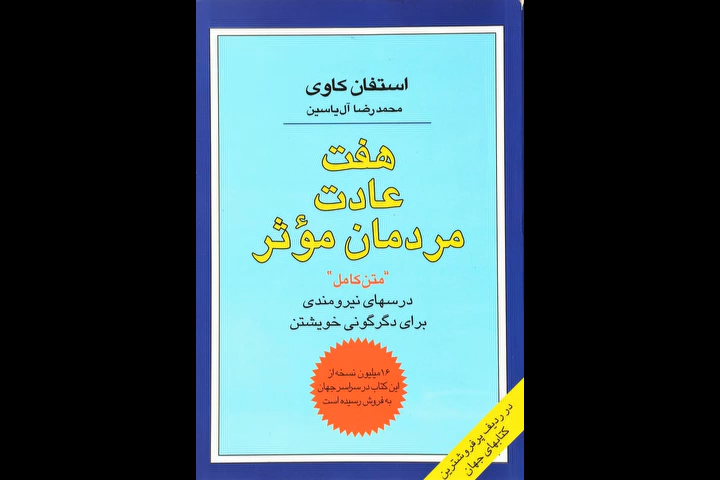 استفان کاوی
محمدرضا آل‌یاسین
هفت
عادت
مردمان مؤثر
"متن کامل"
درسهای نیرومندی
برای دگرگونی خویشتن
۱۶ میلیون نسخه از
این کتاب در سراسر جهان
به فروش رسیده است
در ردیف پرفروشترین
کتابهای جهان